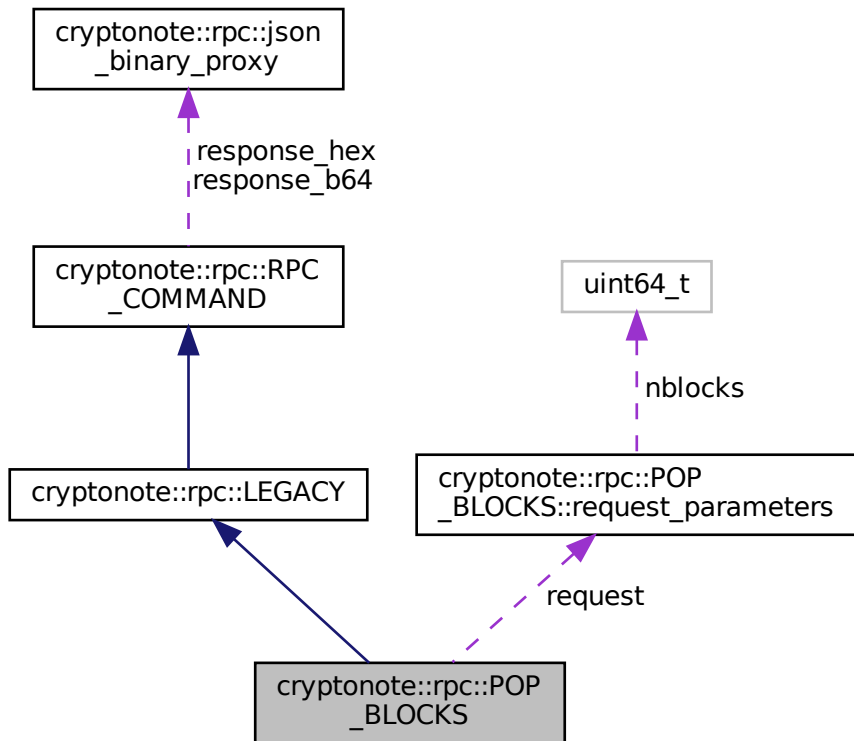 cryptonote::rpc::json
_binary_proxy
response_hex
response_b64
cryptonote::rpc::RPC
_COMMAND
uint64_t
nblocks
cryptonote::rpc::LEGACY
cryptonote::rpc::POP
_BLOCKS::request_parameters
request
cryptonote::rpc::POP
_BLOCKS